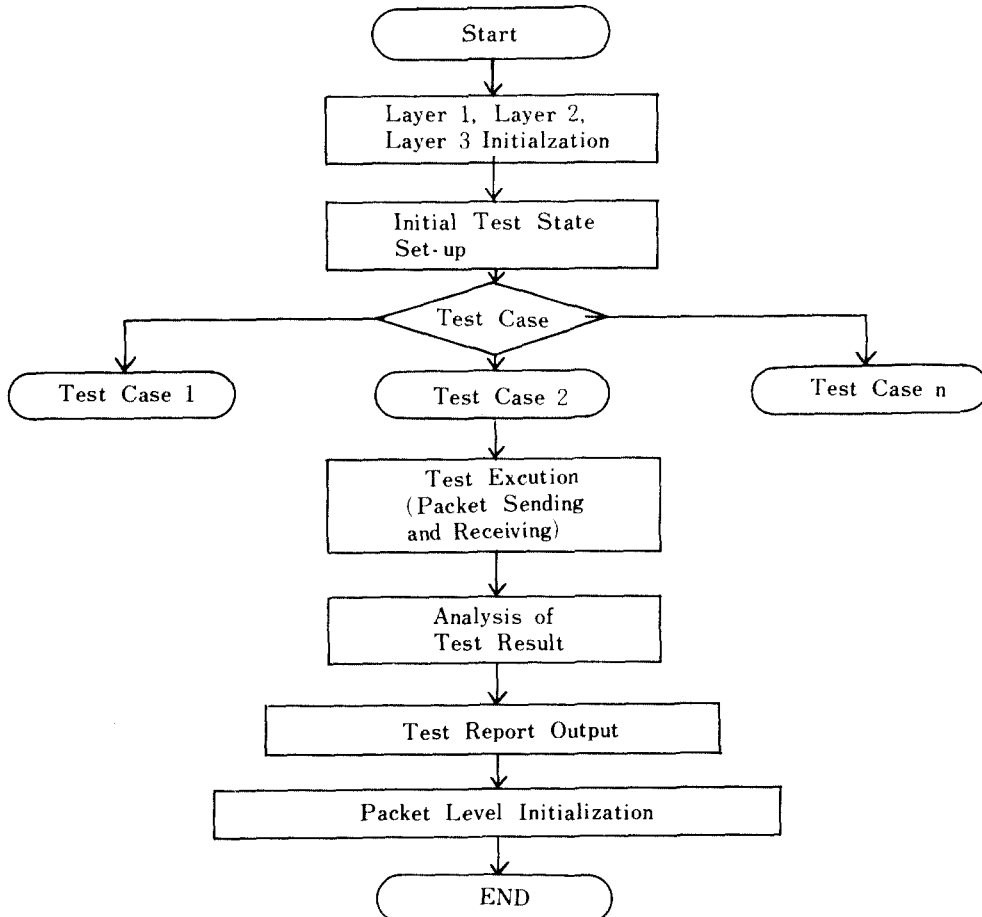 Start
Layer 1, Layer 2,
Layer 3 Initialzation
Initial Test State
Set-up
Test Case
Test Case 1
Test Case 2
Test Case n
Test Excution
(Packet Sending
and Receiving)
Analysis of
Test Result
Test Report Output
Packet Level Initialization
END